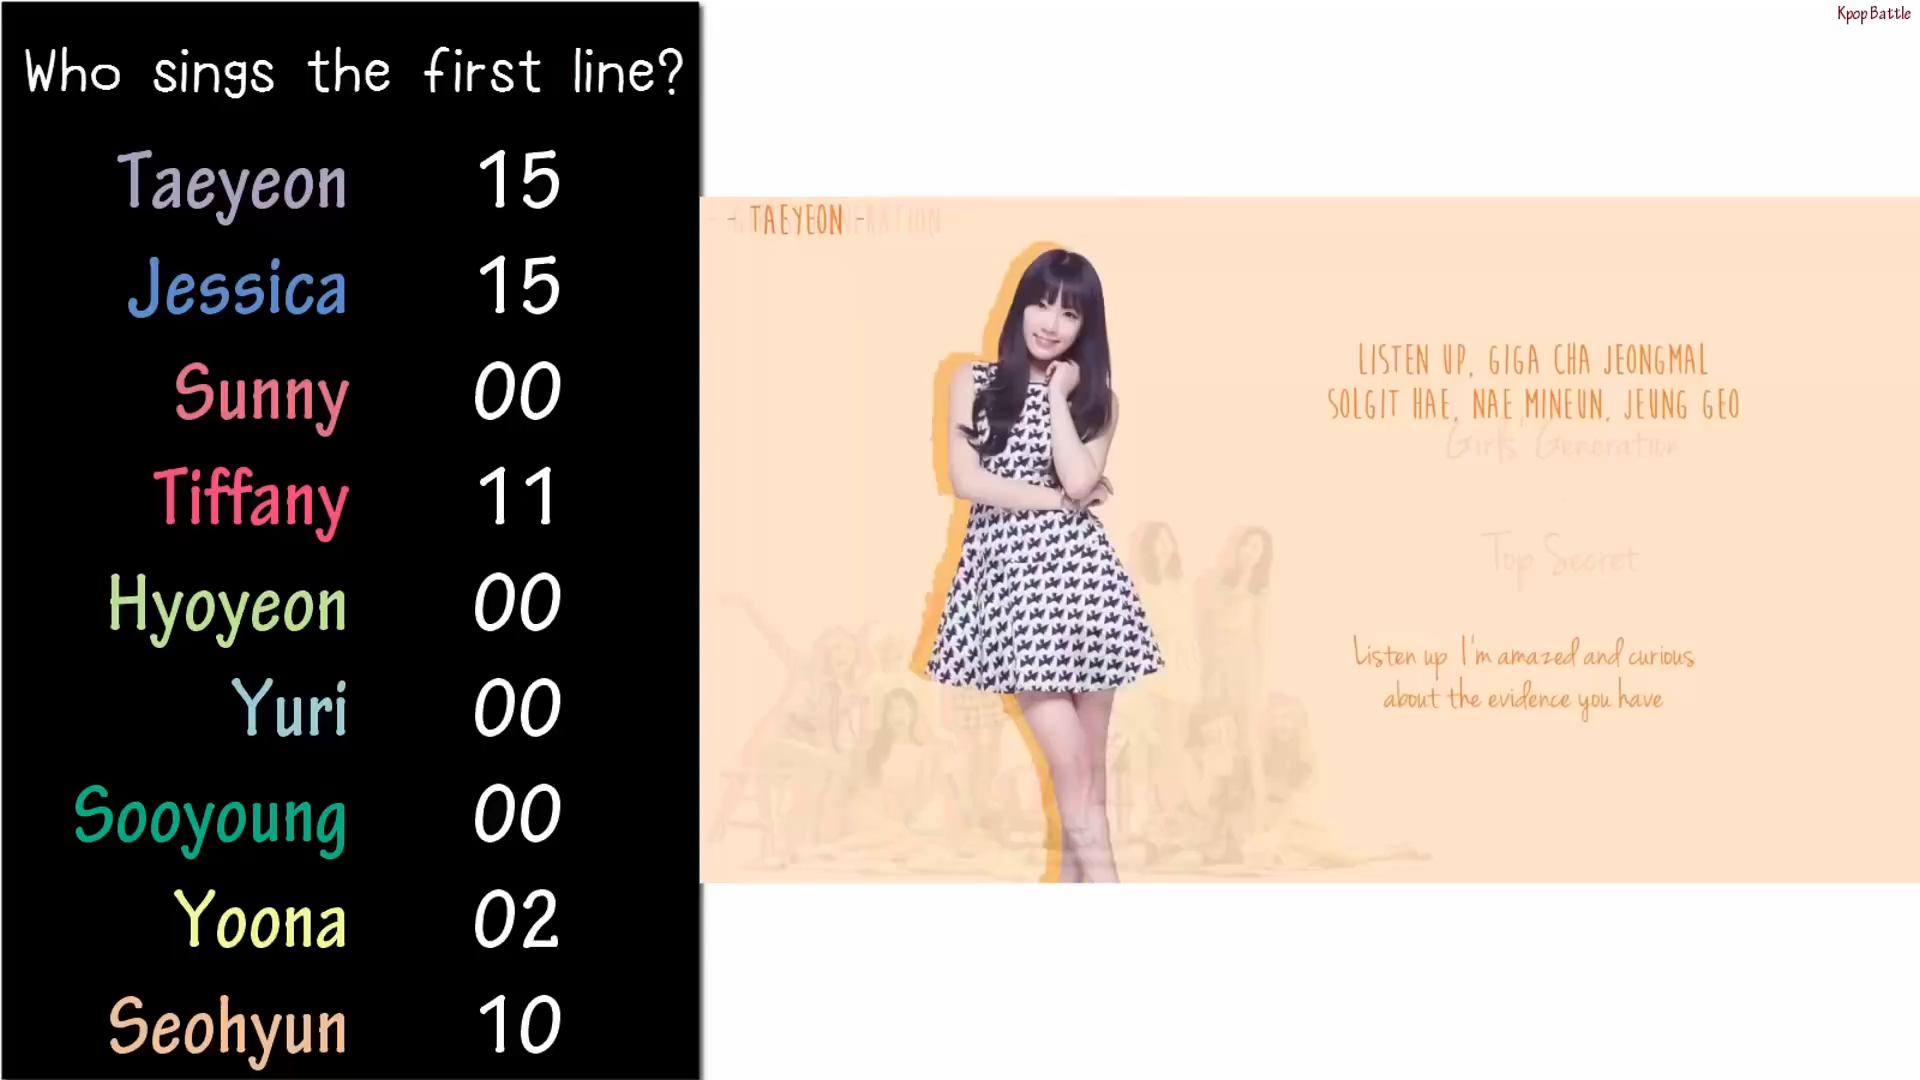 KpopBattle
Who sings the first line?
Taeyeon 15
Jessica 15
Sunny 00
Tiffany 11
Hyoyeon 00
Yuri 00
Sooyoung 00
Yoona 02
Seohyun 10
- TAEYEON -
LISTEN UP, GIGA CHA JEONGMAL
SOLGIT HAE, NAE MINEUN, JEUNG GEO
Girls' Generation
Top Secret
Listen up I'm amazed and curious
about the evidence you have